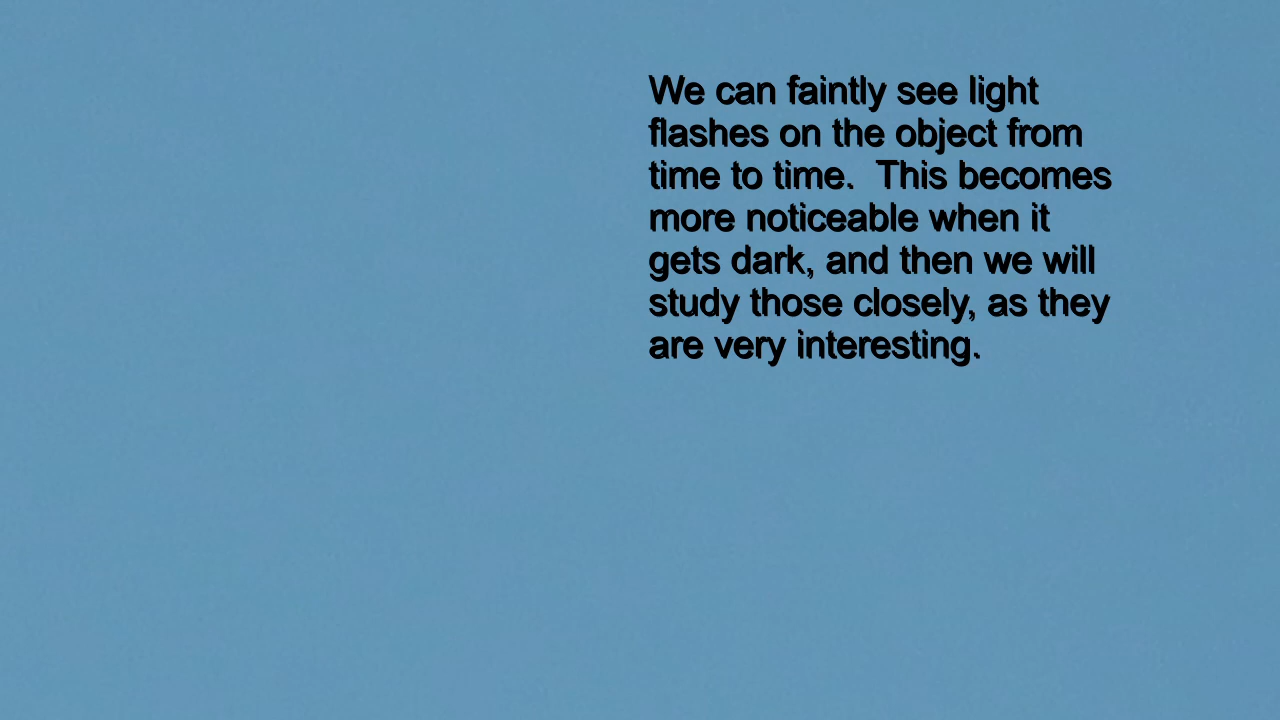 We can faintly see light
flashes on the object from
time to time.  This becomes
more noticeable when it
gets dark, and then we will
study those closely, as they
are very interesting.